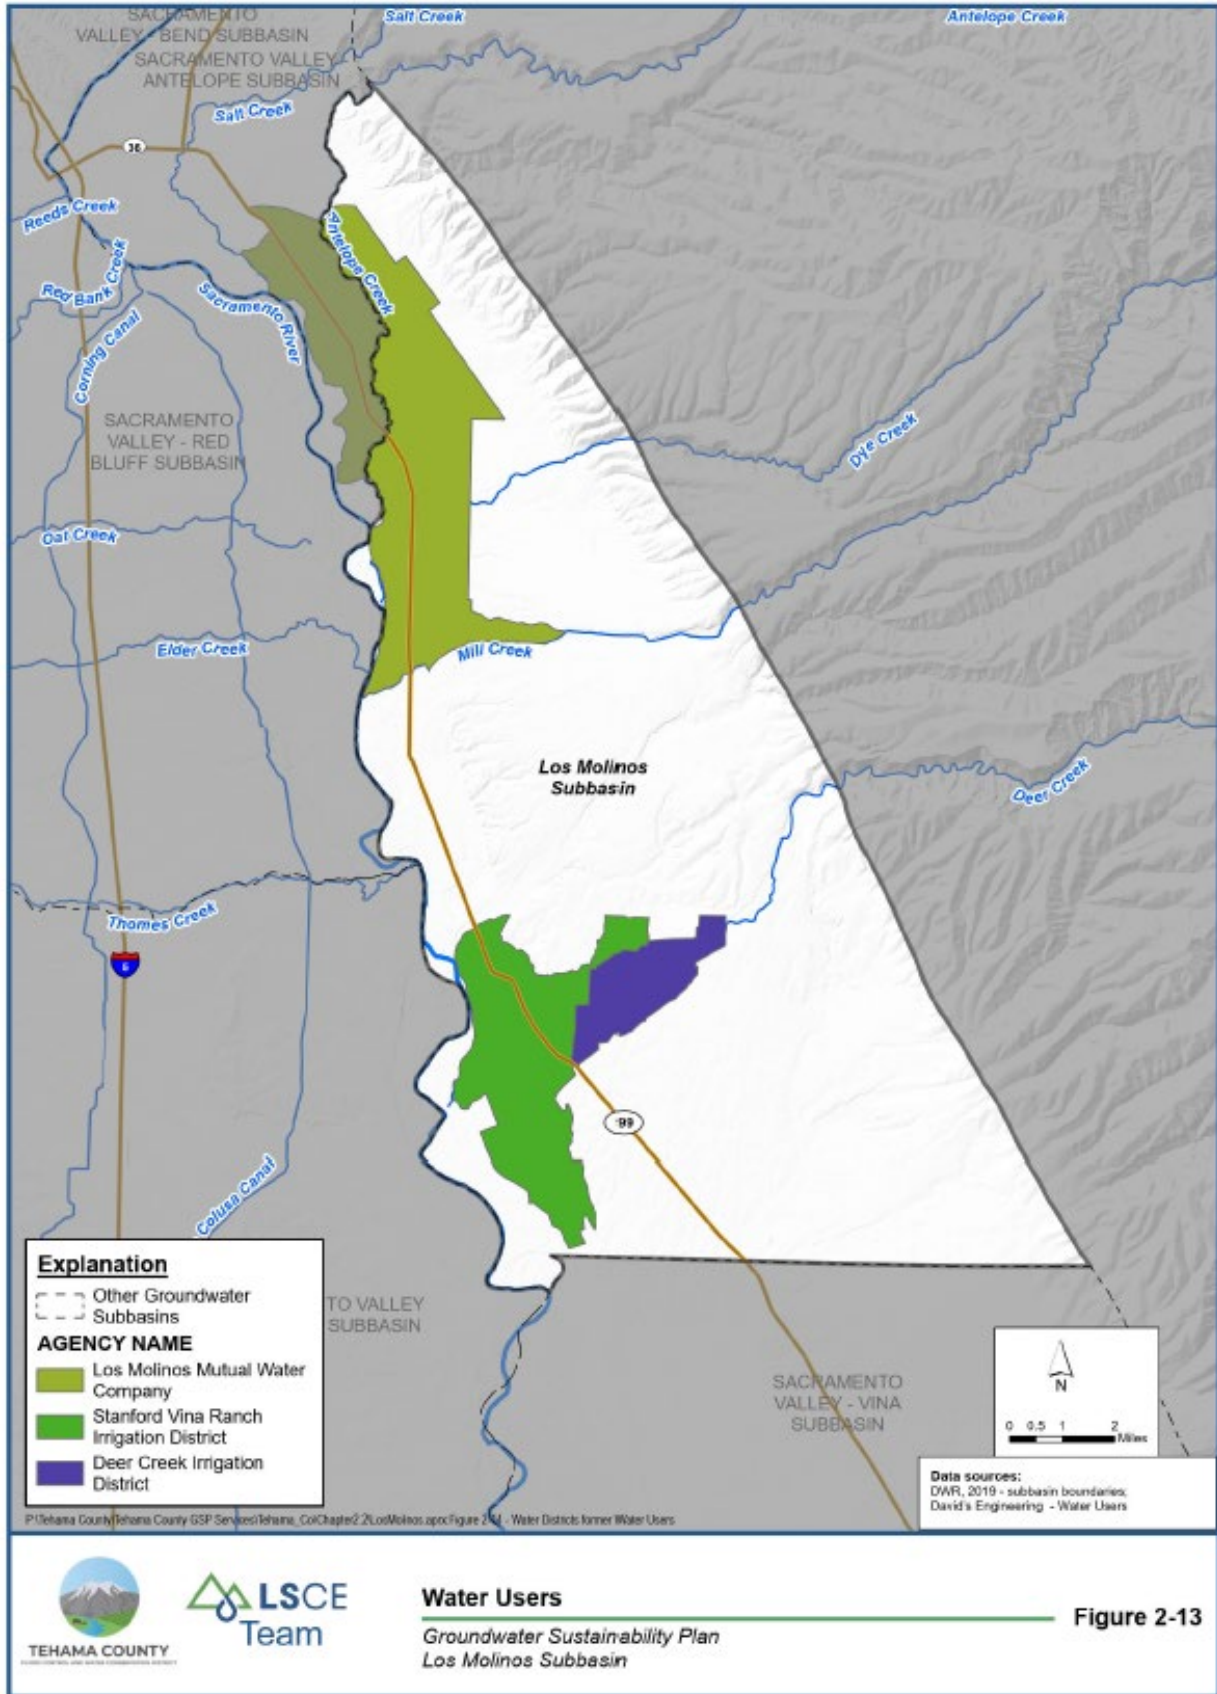 SACRAMENTO
VALLEY - BEND SUBBASIN
SACRAMENTO VALLEY
ANTELOPE SUBBASIN
Salt Creek
Antelope Creek
Salt Creek
36
Reeds Creek
Red Bank Creek
Antelope Creek
Sacramento River
Corning Canal
SACRAMENTO
VALLEY - RED
BLUFF SUBBASIN
Dye Creek
Oat Creek
Elder Creek
Mill Creek
Los Molinos
Subbasin
Deer Creek
Thomes Creek
5
99
Colusa Canal
TO VALLEY
SUBBASIN
SACRAMENTO
VALLEY - VINA
SUBBASIN
Explanation
Other Groundwater
Subbasins
AGENCY NAME
Los Molinos Mutual Water
Company
Stanford Vina Ranch
Irrigation District
Deer Creek Irrigation
District
N
0 0.5 1 2
Miles
Data sources:
DWR, 2019 - subbasin boundaries;
David's Engineering - Water Users
- Water Districts former Water Users
TEHAMA COUNTY
LSCE
Team
Water Users
Groundwater Sustainability Plan
Los Molinos Subbasin
Figure 2-13